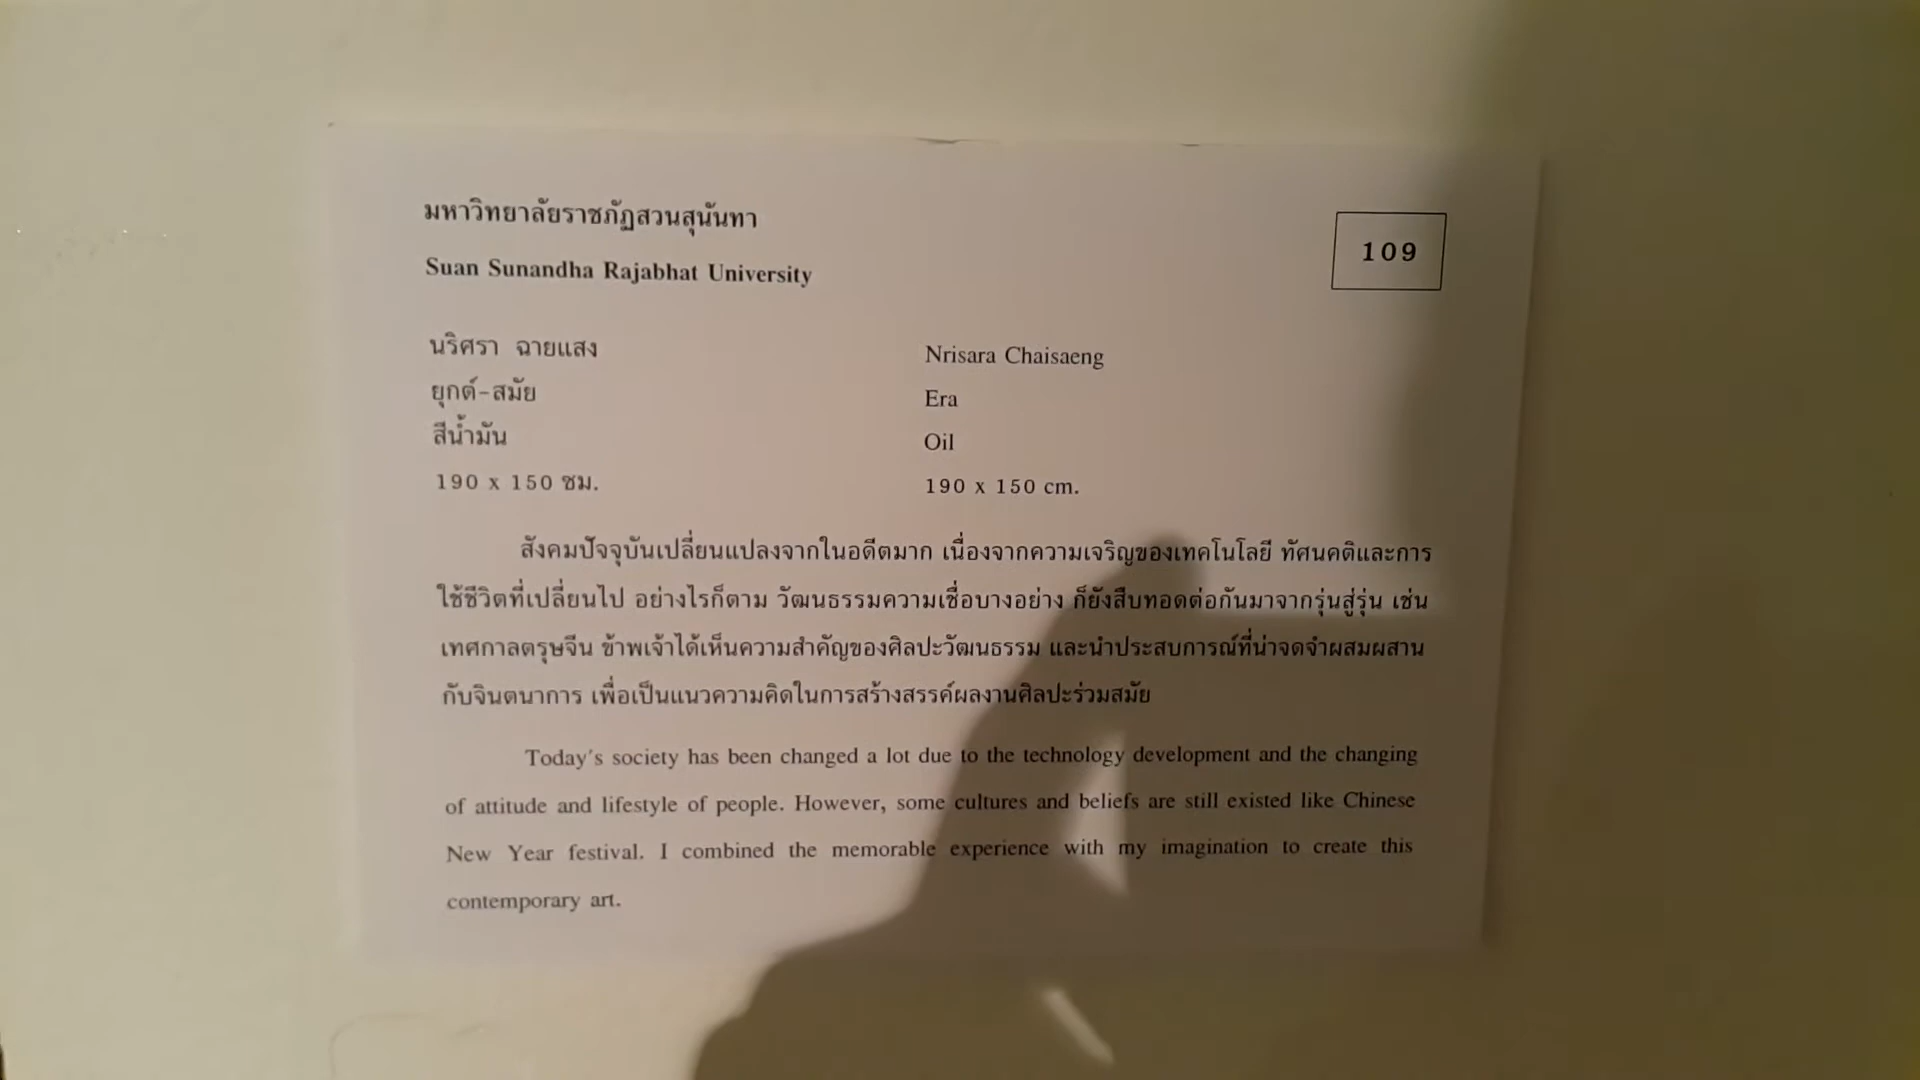 มหาวิทยาลัยราชภัฏสวนสุนันทา
109
Suan Sunandha Rajabhat University
นริศรา ฉายแสง
Nrisara Chaisaeng
ยุกต์-สมัย
Era
สีน้ำมัน
Oil
190 x 150 ซม.
190 x 150 cm.
สังคมปัจจุบันเปลี่ยนแปลงจากในอดีตมาก เนื่องจากความเจริญของเทคโนโลยี ทัศนคติและการ
ใช้ชีวิตที่เปลี่ยนไป อย่างไรก็ตาม วัฒนธรรมความเชื่อบางอย่าง ก็ยังสืบทอดต่อกันมาจากรุ่นสู่รุ่น เช่น
เทศกาลตรุษจีน ข้าพเจ้าได้เห็นความสำคัญของศิลปะวัฒนธรรม และนำประสบการณ์ที่น่าจดจำผสมผสาน
กับจินตนาการ เพื่อเป็นแนวความคิดในการสร้างสรรค์ผลงานศิลปะร่วมสมัย
Today's society has been changed a lot due to the technology development and the changing
of attitude and lifestyle of people. However, some cultures and beliefs are still existed like Chinese
New Year festival. I combined the memorable experience with my imagination to create this
contemporary art.